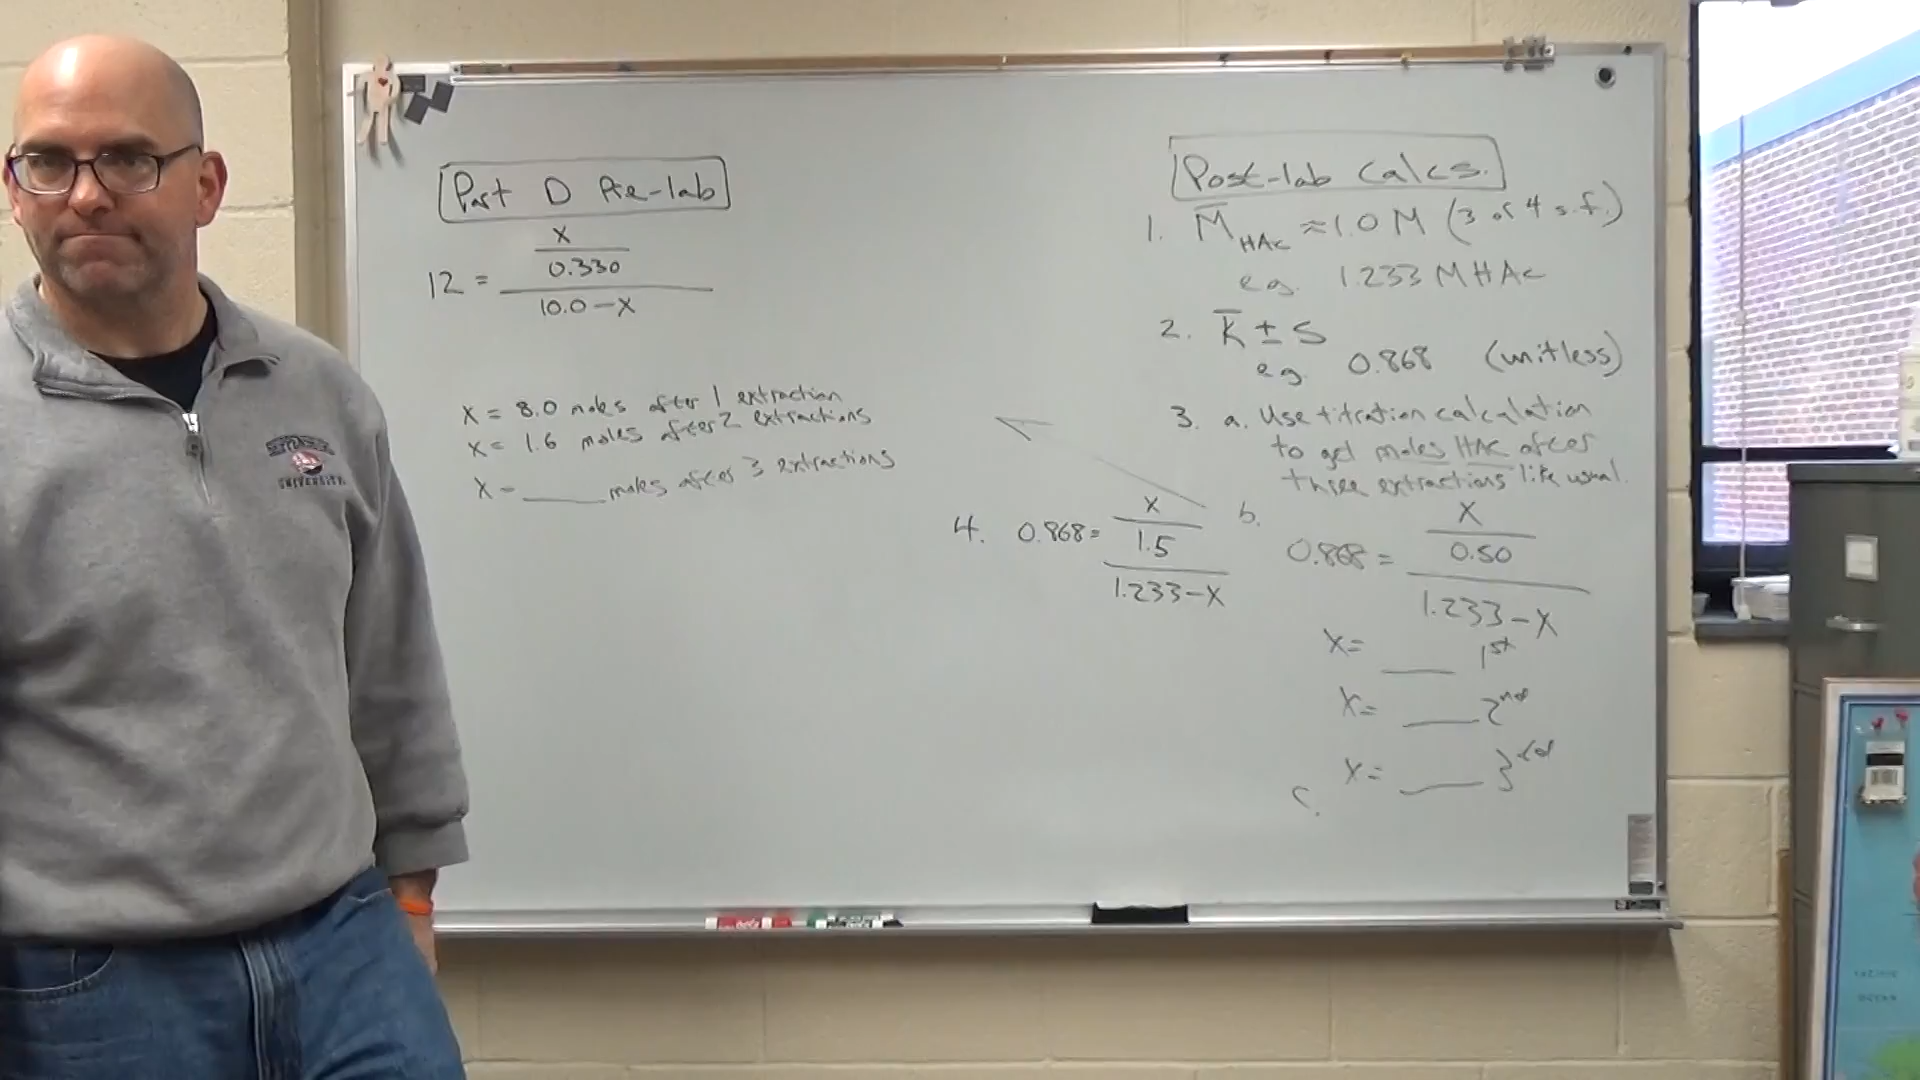 Part D Pre-lab
12 = x / 0.330 / 10.0 - x
x = 8.0 moles after 1 extraction
x = 1.6 moles after 2 extractions
x = ____ moles after 3 extractions
Post-lab Calcs.
1. M̅ HAc ≈ 1.0 M (3 or 4 s.f.)
e.g. 1.233 M HAc
2. K̅ ± S
e.g. 0.868 (unitless)
3. a. Use titration calculation
to get moles HAc after
three extractions like usual.
b.
0.868 = x / 0.50 / 1.233 - x
x = ____ 1st
x = ____ 2nd
x = ____ 3rd
c.
4. 0.868 = x / 1.5 / 1.233 - x
UNIVERSITY